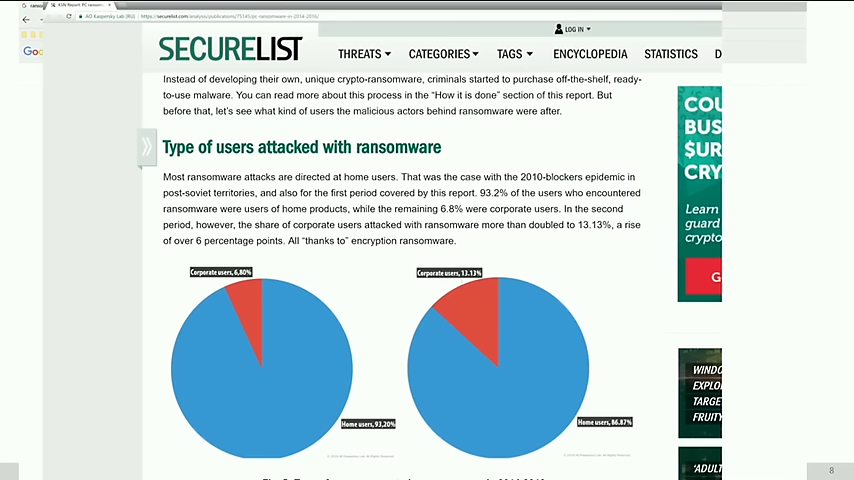 ranso
KSN Report: PC ransom-
AO Kaspersky Lab [RU]
https://securelist.com/analysis/publications/75145/pc-ransomware-in-2014-2016/
Goo
LOG IN
SECURELIST
THREATS
CATEGORIES
TAGS
ENCYCLOPEDIA
STATISTICS
D
Instead of developing their own, unique crypto-ransomware, criminals started to purchase off-the-shelf, ready-
to-use malware. You can read more about this process in the “How it is done” section of this report. But
before that, let’s see what kind of users the malicious actors behind ransomware were after.
Type of users attacked with ransomware
Most ransomware attacks are directed at home users. That was the case with the 2010-blockers epidemic in
post-soviet territories, and also for the first period covered by this report. 93.2% of the users who encountered
ransomware were users of home products, while the remaining 6.8% were corporate users. In the second
period, however, the share of corporate users attacked with ransomware more than doubled to 13.13%, a rise
of over 6 percentage points. All “thanks to” encryption ransomware.
Corporate users, 6,80%
Home users, 93,20%
Corporate users, 13.13%
Home users, 86.87%
COU
BUS
$UR
CRY
Learn
guard
crypto
G
WINDO
EXPLO
TARGE
FRUITY
'ADULT
8